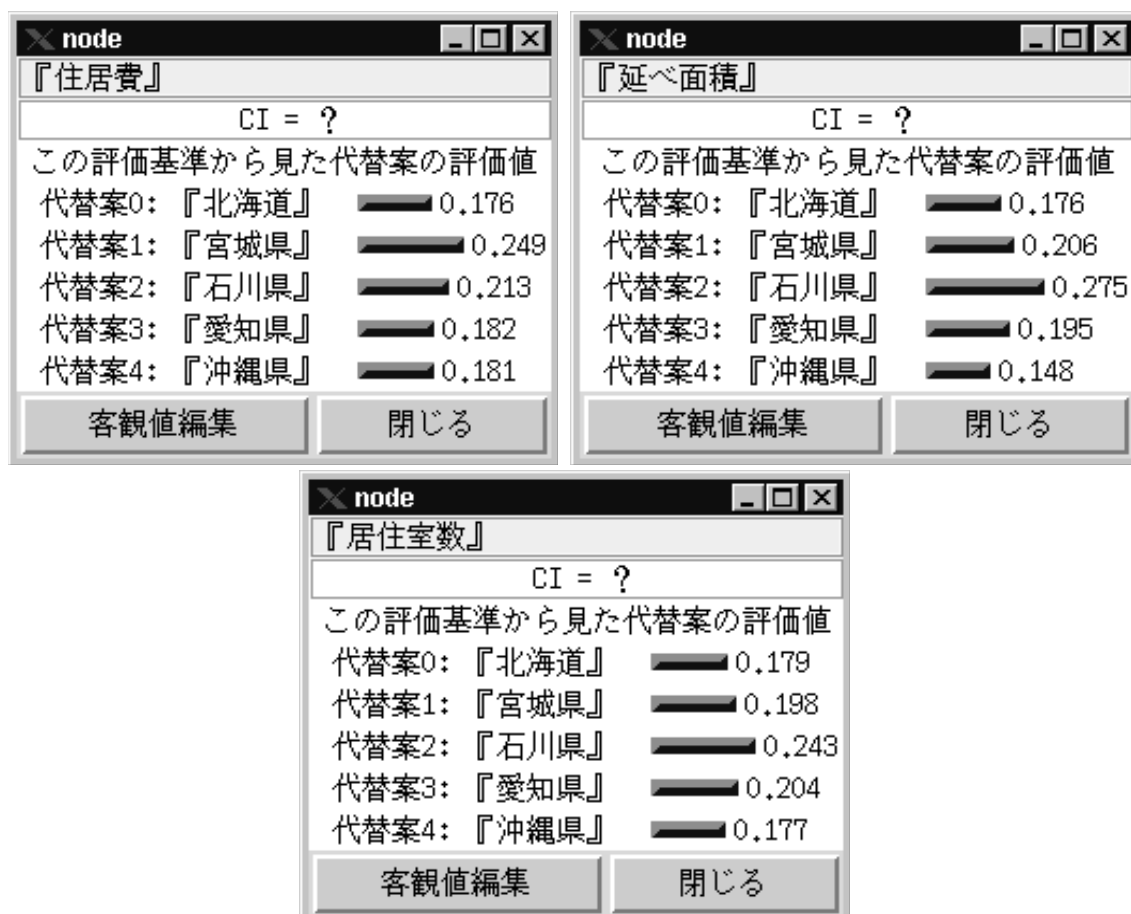 node
『住居費』
CI = ?
この評価基準から見た代替案の評価値
代替案0: 『北海道』 0.176
代替案1: 『宮城県』 0.249
代替案2: 『石川県』 0.213
代替案3: 『愛知県』 0.182
代替案4: 『沖縄県』 0.181
客観値編集 閉じる
node
『延べ面積』
CI = ?
この評価基準から見た代替案の評価値
代替案0: 『北海道』 0.176
代替案1: 『宮城県』 0.206
代替案2: 『石川県』 0.275
代替案3: 『愛知県』 0.195
代替案4: 『沖縄県』 0.148
客観値編集 閉じる
node
『居住室数』
CI = ?
この評価基準から見た代替案の評価値
代替案0: 『北海道』 0.179
代替案1: 『宮城県』 0.198
代替案2: 『石川県』 0.243
代替案3: 『愛知県』 0.204
代替案4: 『沖縄県』 0.177
客観値編集 閉じる